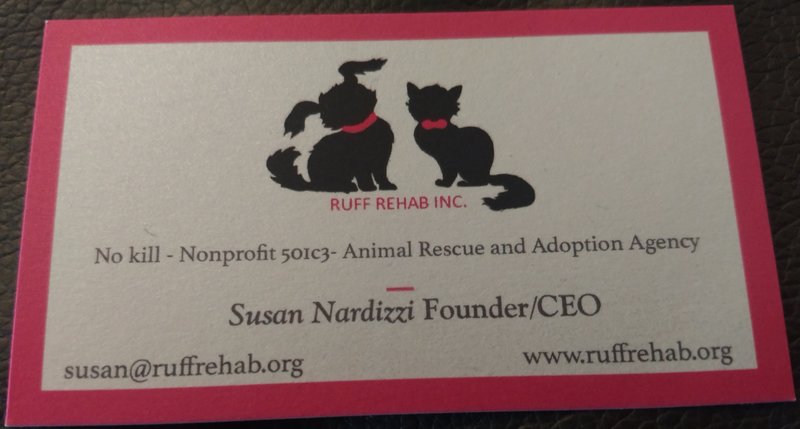 RUFF REHAB INC.
No kill - Nonprofit 501c3- Animal Rescue and Adoption Agency
Susan Nardizzi Founder/CEO
susan@ruffrehab.org
www.ruffrehab.org